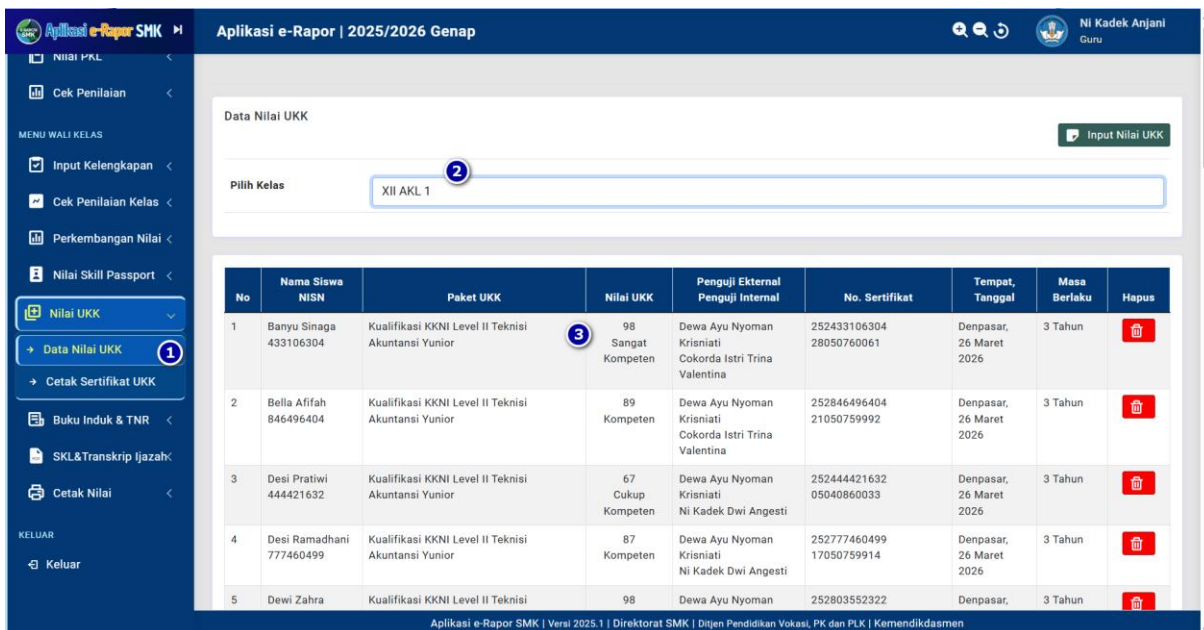 Aplikasi e-Rapor SMK
Aplikasi e-Rapor | 2025/2026 Genap
Ni Kadek Anjani
Guru
Nilai PKL
Cek Penilaian
MENU WALI KELAS
Input Kelengkapan
Cek Penilaian Kelas
Perkembangan Nilai
Nilai Skill Passport
Nilai UKK
Data Nilai UKK
1
Cetak Sertifikat UKK
Buku Induk & TNR
SKL&Transkrip Ijazah
Cetak Nilai
KELUAR
Keluar
Data Nilai UKK
Input Nilai UKK
2
Pilih Kelas
XII AKL 1
No
Nama Siswa
NISN
Paket UKK
Nilai UKK
Penguji Ekternal
Penguji Internal
No. Sertifikat
Tempat,
Tanggal
Masa
Berlaku
Hapus
1
Banyu Sinaga
433106304
Kualifikasi KKNI Level II Teknisi
Akuntansi Yunior
3
98
Sangat
Kompeten
Dewa Ayu Nyoman
Krisniati
Cokorda Istri Trina
Valentina
252433106304
28050760061
Denpasar,
26 Maret
2026
3 Tahun
2
Bella Afifah
846496404
Kualifikasi KKNI Level II Teknisi
Akuntansi Yunior
89
Kompeten
Dewa Ayu Nyoman
Krisniati
Cokorda Istri Trina
Valentina
252846496404
21050759992
Denpasar,
26 Maret
2026
3 Tahun
3
Desi Pratiwi
444421632
Kualifikasi KKNI Level II Teknisi
Akuntansi Yunior
67
Cukup
Kompeten
Dewa Ayu Nyoman
Krisniati
Ni Kadek Dwi Angesti
252444421632
05040860033
Denpasar,
26 Maret
2026
3 Tahun
4
Desi Ramadhani
777460499
Kualifikasi KKNI Level II Teknisi
Akuntansi Yunior
87
Kompeten
Dewa Ayu Nyoman
Krisniati
Ni Kadek Dwi Angesti
252777460499
17050759914
Denpasar,
26 Maret
2026
3 Tahun
5
Dewi Zahra
Kualifikasi KKNI Level II Teknisi
98
Dewa Ayu Nyoman
252803552322
Denpasar,
3 Tahun
Aplikasi e-Rapor SMK | Versi 2025.1 | Direktorat SMK | Ditjen Pendidikan Vokasi, PK dan PLK | Kemendikdasmen